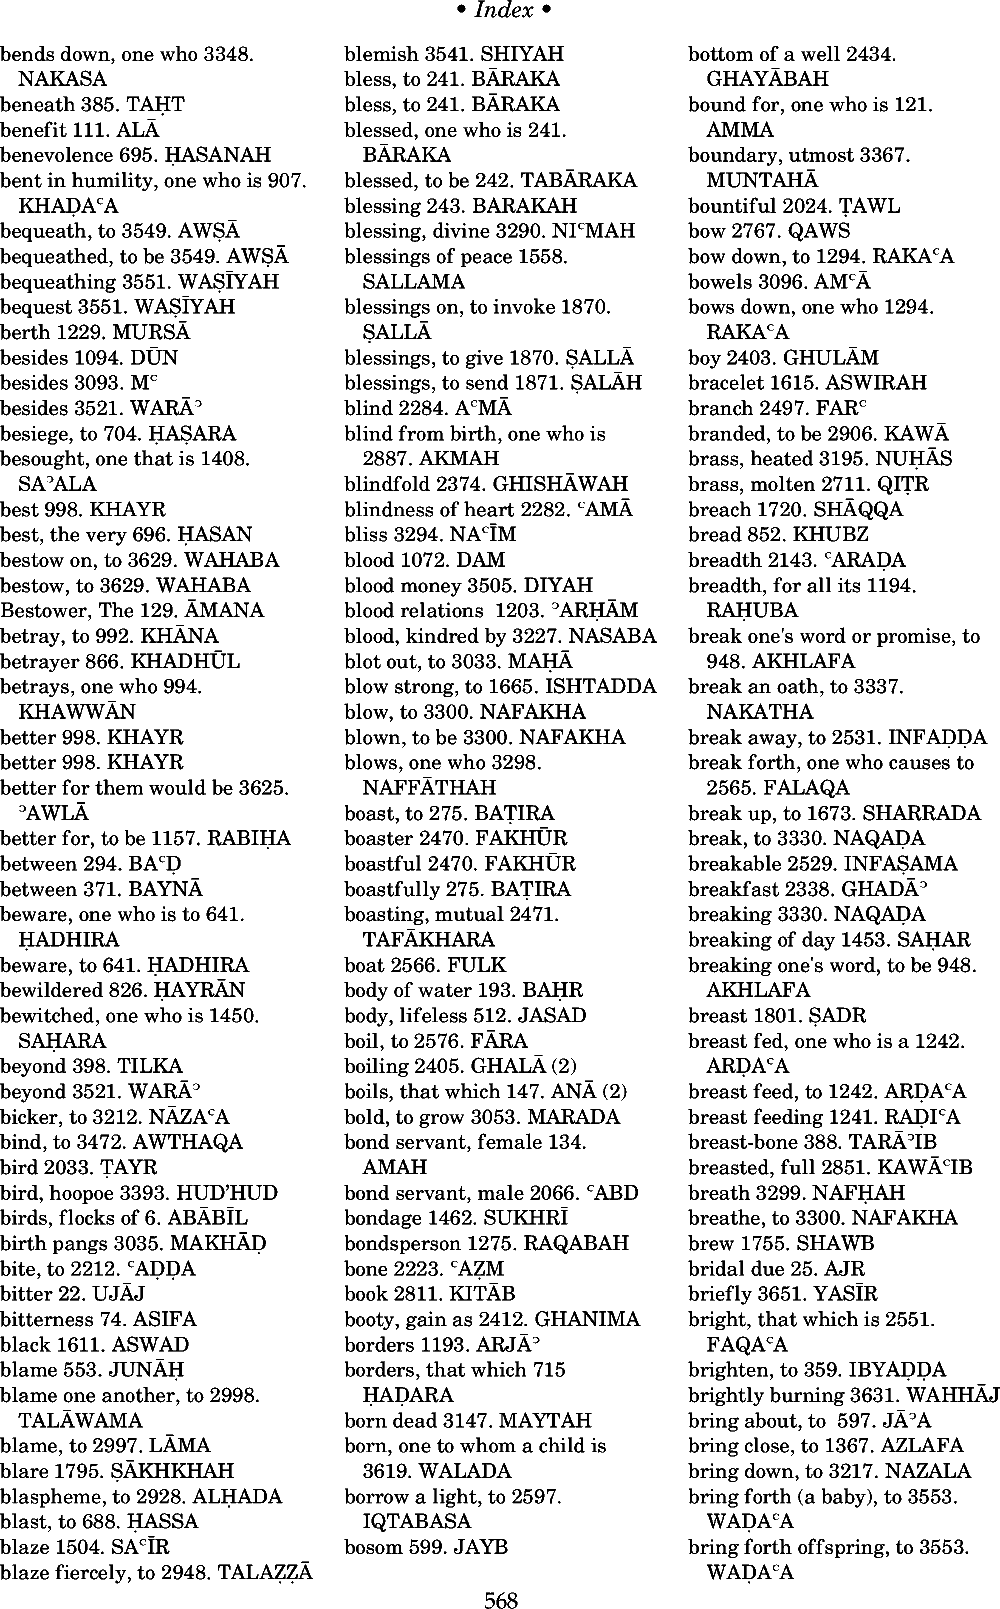 • Index •
bends down, one who 3348.
NAKASA
beneath 385. TAḤT
benefit 111. ALĀ
benevolence 695. ḤASANAH
bent in humility, one who is 907.
KHAḌAᶜA
bequeath, to 3549. AWṢĀ
bequeathed, to be 3549. AWṢĀ
bequeathing 3551. WAṢĪYAH
bequest 3551. WAṢĪYAH
berth 1229. MURSĀ
besides 1094. DŪN
besides 3093. Mᶜ
besides 3521. WARĀᵓ
besiege, to 704. ḤAṢARA
besought, one that is 1408.
SAᵓALA
best 998. KHAYR
best, the very 696. ḤASAN
bestow on, to 3629. WAHABA
bestow, to 3629. WAHABA
Bestower, The 129. ĀMANA
betray, to 992. KHĀNA
betrayer 866. KHADHŪL
betrays, one who 994.
KHAWWĀN
better 998. KHAYR
better 998. KHAYR
better for them would be 3625.
ᵓAWLĀ
better for, to be 1157. RABIḤA
between 294. BAᶜḌ
between 371. BAYNĀ
beware, one who is to 641.
ḤADHIRA
beware, to 641. ḤADHIRA
bewildered 826. ḤAYRĀN
bewitched, one who is 1450.
SAḤARA
beyond 398. TILKA
beyond 3521. WARĀᵓ
bicker, to 3212. NĀZAᶜA
bind, to 3472. AWTHAQA
bird 2033. ṬAYR
bird, hoopoe 3393. HUD’HUD
birds, flocks of 6. ABĀBĪL
birth pangs 3035. MAKHĀḌ
bite, to 2212. ᶜAḌḌA
bitter 22. UJĀJ
bitterness 74. ASIFA
black 1611. ASWAD
blame 553. JUNĀḤ
blame one another, to 2998.
TALĀWAMA
blame, to 2997. LĀMA
blare 1795. ṢĀKHKHAH
blaspheme, to 2928. ALḤADA
blast, to 688. ḤASSA
blaze 1504. SAᶜĪR
blaze fiercely, to 2948. TALAẒẒĀ
blemish 3541. SHIYAH
bless, to 241. BĀRAKA
bless, to 241. BĀRAKA
blessed, one who is 241.
BĀRAKA
blessed, to be 242. TABĀRAKA
blessing 243. BARAKAH
blessing, divine 3290. NIᶜMAH
blessings of peace 1558.
SALLAMA
blessings on, to invoke 1870.
ṢALLĀ
blessings, to give 1870. ṢALLĀ
blessings, to send 1871. ṢALĀH
blind 2284. AᶜMĀ
blind from birth, one who is
2887. AKMAH
blindfold 2374. GHISHĀWAH
blindness of heart 2282. ᶜAMĀ
bliss 3294. NAᶜĪM
blood 1072. DAM
blood money 3505. DIYAH
blood relations 1203. ᵓARḤĀM
blood, kindred by 3227. NASABA
blot out, to 3033. MAḤĀ
blow strong, to 1665. ISHTADDA
blow, to 3300. NAFAKHA
blown, to be 3300. NAFAKHA
blows, one who 3298.
NAFFĀTHAH
boast, to 275. BAṬIRA
boaster 2470. FAKHŪR
boastful 2470. FAKHŪR
boastfully 275. BAṬIRA
boasting, mutual 2471.
TAFĀKHARA
boat 2566. FULK
body of water 193. BAḤR
body, lifeless 512. JASAD
boil, to 2576. FĀRA
boiling 2405. GHALĀ (2)
boils, that which 147. ANĀ (2)
bold, to grow 3053. MARADA
bond servant, female 134.
AMAH
bond servant, male 2066. ᶜABD
bondage 1462. SUKHRĪ
bondsperson 1275. RAQABAH
bone 2223. ᶜAẒM
book 2811. KITĀB
booty, gain as 2412. GHANIMA
borders 1193. ARJĀᵓ
borders, that which 715
ḤAḌARA
born dead 3147. MAYTAH
born, one to whom a child is
3619. WALADA
borrow a light, to 2597.
IQTABASA
bosom 599. JAYB
bottom of a well 2434.
GHAYĀBAH
bound for, one who is 121.
AMMA
boundary, utmost 3367.
MUNTAHĀ
bountiful 2024. ṬAWL
bow 2767. QAWS
bow down, to 1294. RAKAᶜA
bowels 3096. AMᶜĀ
bows down, one who 1294.
RAKAᶜA
boy 2403. GHULĀM
bracelet 1615. ASWIRAH
branch 2497. FARᶜ
branded, to be 2906. KAWĀ
brass, heated 3195. NUḤĀS
brass, molten 2711. QIṬR
breach 1720. SHĀQQA
bread 852. KHUBZ
breadth 2143. ᶜARAḌA
breadth, for all its 1194.
RAḤUBA
break one's word or promise, to
948. AKHLAFA
break an oath, to 3337.
NAKATHA
break away, to 2531. INFAḌḌA
break forth, one who causes to
2565. FALAQA
break up, to 1673. SHARRADA
break, to 3330. NAQAḌA
breakable 2529. INFAṢAMA
breakfast 2338. GHADĀᵓ
breaking 3330. NAQAḌA
breaking of day 1453. SAḤAR
breaking one's word, to be 948.
AKHLAFA
breast 1801. ṢADR
breast fed, one who is a 1242.
ARḌAᶜA
breast feed, to 1242. ARḌAᶜA
breast feeding 1241. RAḌIᶜA
breast-bone 388. TARĀᵓIB
breasted, full 2851. KAWĀᶜIB
breath 3299. NAFḤAH
breathe, to 3300. NAFAKHA
brew 1755. SHAWB
bridal due 25. AJR
briefly 3651. YASĪR
bright, that which is 2551.
FAQAᶜA
brighten, to 359. IBYAḌḌA
brightly burning 3631. WAHHĀJ
bring about, to 597. JĀᵓA
bring close, to 1367. AZLAFA
bring down, to 3217. NAZALA
bring forth (a baby), to 3553.
WAḌAᶜA
bring forth offspring, to 3553.
WAḌAᶜA
568